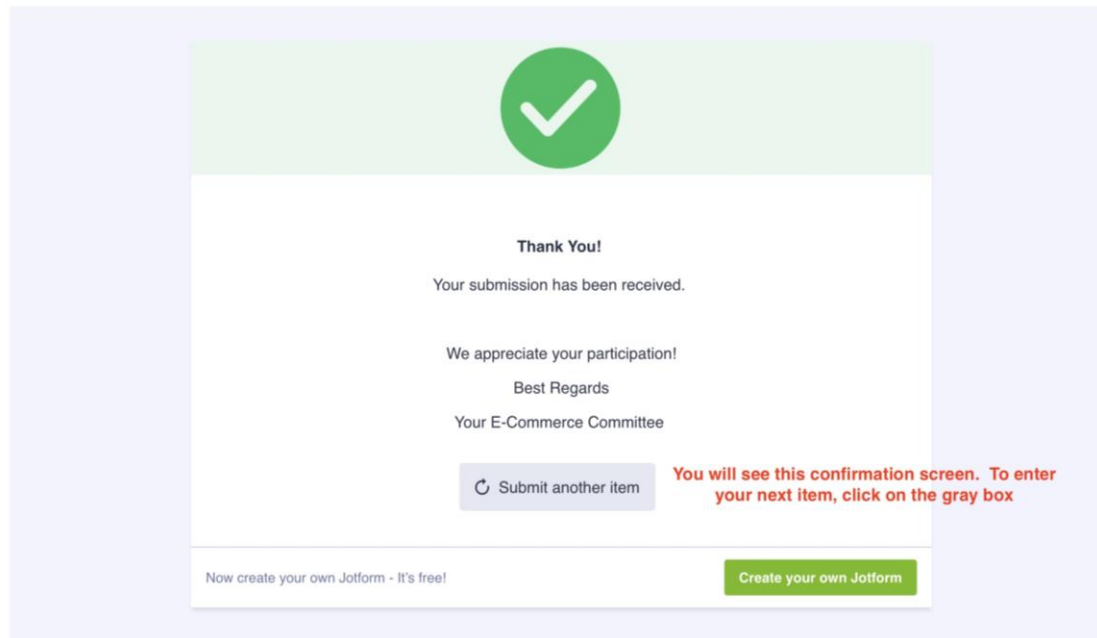 Thank You!
Your submission has been received.
We appreciate your participation!
Best Regards
Your E-Commerce Committee
Submit another item
You will see this confirmation screen.  To enter
your next item, click on the gray box
Now create your own Jotform - It's free!
Create your own Jotform